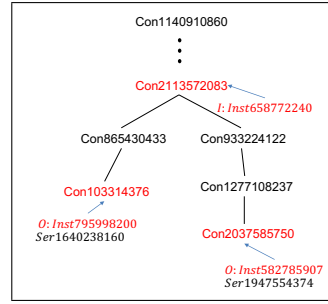 Con1140910860
Con2113572083
I: Inst658772240
Con865430433
Con933224122
Con103314376
Con1277108237
O: Inst795998200
Ser1640238160
Con2037585750
O: Inst582785907
Ser1947554374